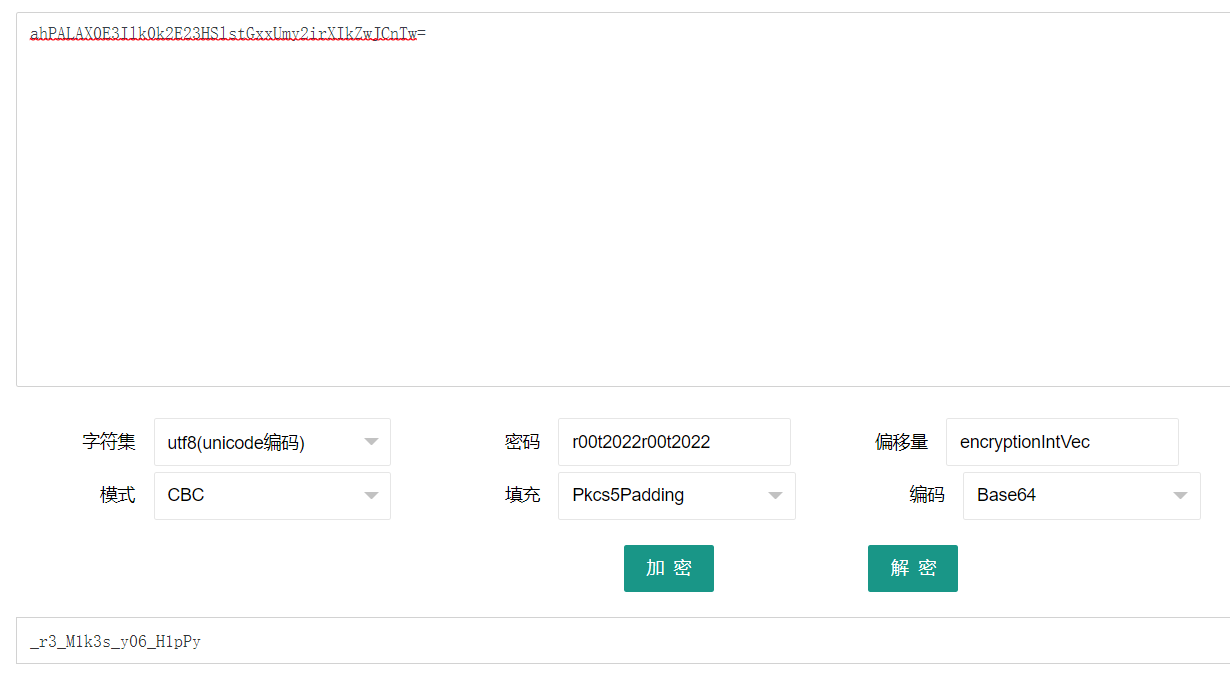 ahPALAX0E3Ilk0k2E23HSlstGxxUmy2irXIkZwJCnTw=
字符集 utf8(unicode编码) 密码 r00t2022r00t2022 偏移量 encryptionIntVec
模式 CBC 填充 Pkcs5Padding 编码 Base64
加 密 解 密
_r3_M1k3s_y06_H1pPy